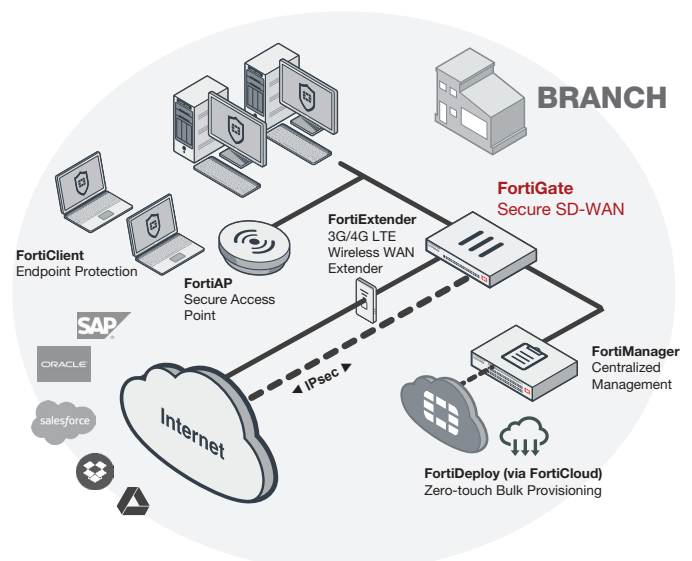 BRANCH
FortiGate
Secure SD-WAN
FortiExtender
3G/4G LTE
Wireless WAN
Extender
FortiClient
Endpoint Protection
FortiAP
Secure Access
Point
SAP
ORACLE
salesforce
Internet
IPsec
FortiManager
Centralized
Management
FortiDeploy (via FortiCloud)
Zero-touch Bulk Provisioning